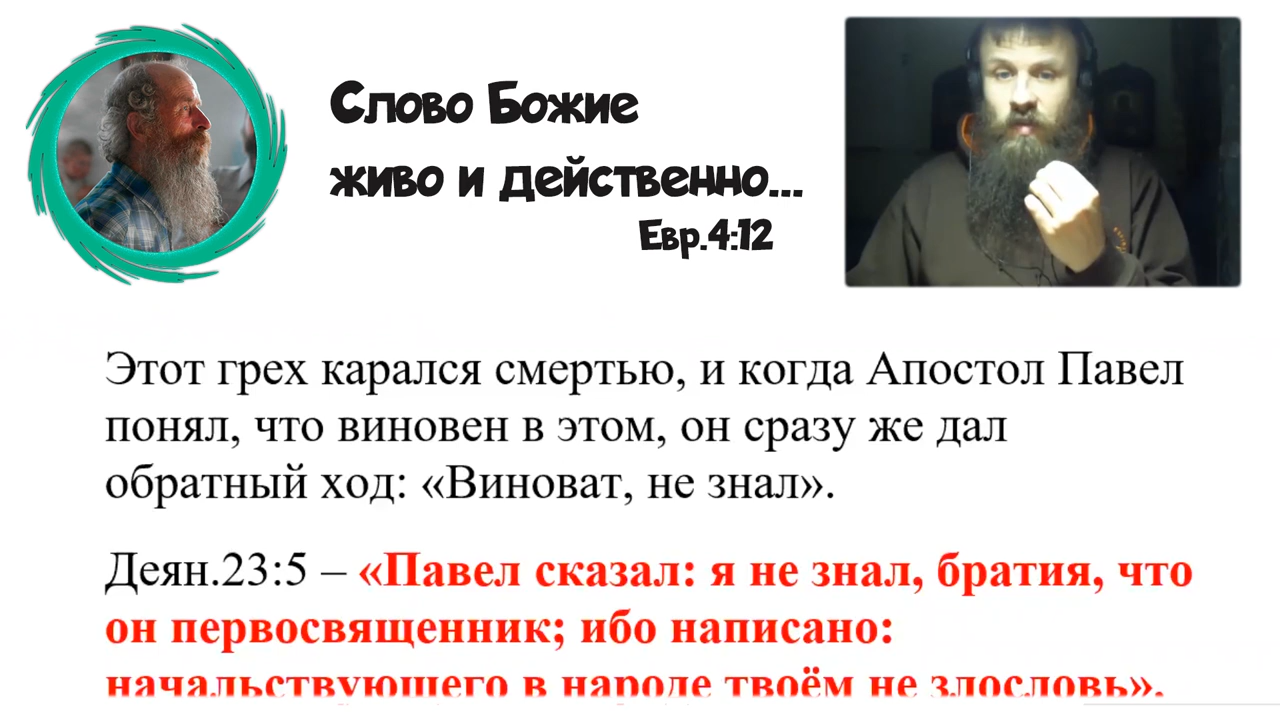 Слово Божие
живо и действенно...
Евр.4:12
Этот грех карался смертью, и когда Апостол Павел
понял, что виновен в этом, он сразу же дал
обратный ход: «Виноват, не знал».
Деян.23:5 – «Павел сказал: я не знал, братия, что
он первосвященник; ибо написано:
начальствующего в народе твоём не злословь».